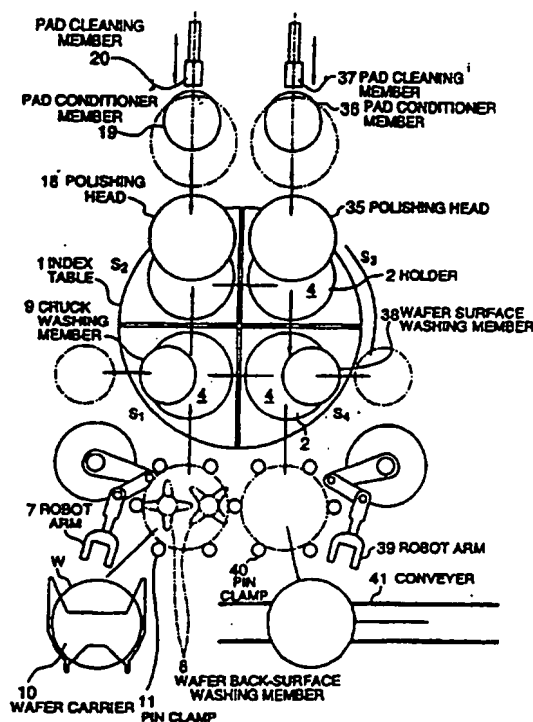 PAD CLEANING
MEMBER
20
37 PAD CLEANING
MEMBER
PAD CONDITIONER
MEMBER
19
36 PAD CONDITIONER
MEMBER
18 POLISHING
HEAD
35 POLISHING HEAD
S2
S3
1 INDEX
TABLE
4
2 HOLDER
9 CHUCK
WASHING
MEMBER
38 WAFER SURFACE
WASHING MEMBER
4
4
S1
S4
2
7 ROBOT
ARM
39 ROBOT ARM
40
PIN
CLAMP
41 CONVEYER
W
10
WAFER CARRIER
11
PIN CLAMP
8
WAFER BACK-SURFACE
WASHING MEMBER